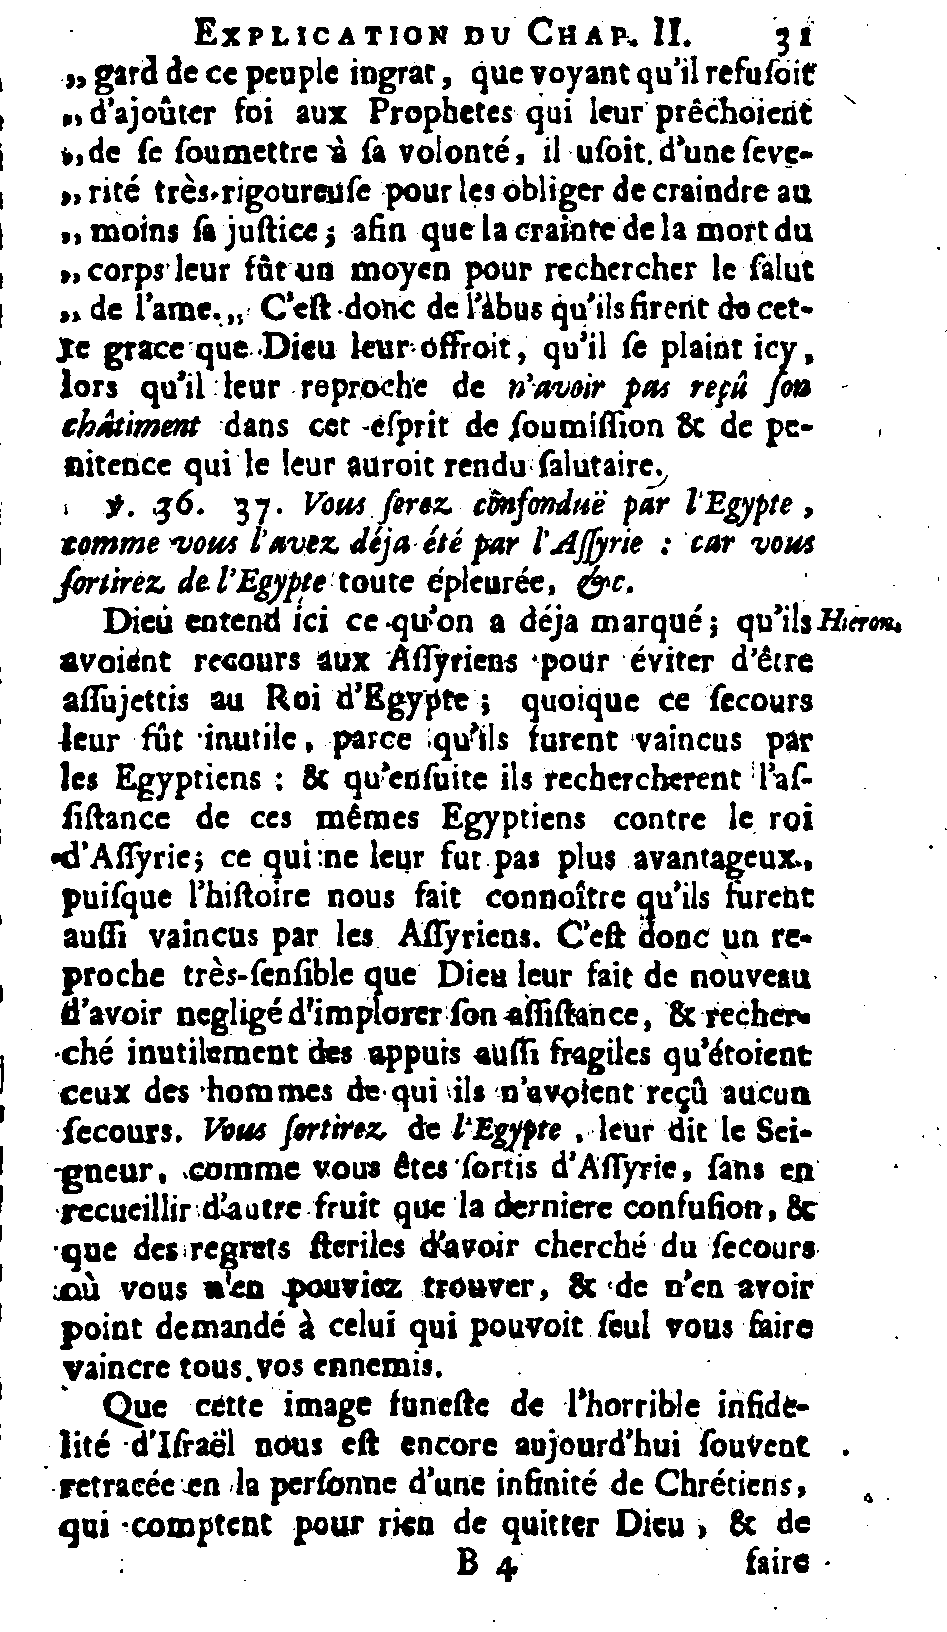 EXPLICATION DU CHAP. II. 31
„ gard de ce peuple ingrat, que voyant qu'il refuſoit
„ d'ajoûter foi aux Prophetes qui leur prêchoient
„ de ſe ſoumettre à ſa volonté, il uſoit d'une ſeve-
„ rité très-rigoureuſe pour les obliger de craindre au
„ moins ſa juſtice; afin que la crainte de la mort du
„ corps leur fût un moyen pour rechercher le ſalut
„ de l'ame.„ C'eſt donc de l'abus qu'ils firent de cet-
te grace que Dieu leur offroit, qu'il ſe plaint icy,
lors qu'il leur reproche de n'avoir pas reçû ſon
châtiment dans cet eſprit de ſoumiſſion & de pe-
nitence qui le leur auroit rendu ſalutaire.
℣. 36. 37. Vous ſerez confonduë par l'Egypte,
comme vous l'avez déja été par l'Aſſyrie : car vous
ſortirez de l'Egypte toute épleurée, &c.
Dieu entend ici ce qu'on a déja marqué; qu'ils Hieron.
avoient recours aux Aſſyriens pour éviter d'être
aſſujettis au Roi d'Egypte; quoique ce ſecours
leur fût inutile, parce qu'ils furent vaincus par
les Egyptiens : & qu'enſuite ils rechercherent l'aſ-
ſiſtance de ces mêmes Egyptiens contre le roi
d'Aſſyrie; ce qui ne leur fut pas plus avantageux,
puiſque l'hiſtoire nous fait connoître qu'ils furent
auſſi vaincus par les Aſſyriens. C'eſt donc un re-
proche très-ſenſible que Dieu leur fait de nouveau
d'avoir negligé d'implorer ſon aſſiſtance, & recher-
ché inutilement des appuis auſſi fragiles qu'étoient
ceux des hommes de qui ils n'avoient reçû aucun
ſecours. Vous ſortirez de l'Egypte, leur dit le Sei-
gneur, comme vous êtes ſortis d'Aſſyrie, ſans en
recueillir d'autre fruit que la derniere confuſion, &
que des regrets ſteriles d'avoir cherché du ſecours
où vous n'en pouviez trouver, & de n'en avoir
point demandé à celui qui pouvoit ſeul vous faire
vaincre tous vos ennemis.
Que cette image funeſte de l'horrible infide-
lité d'Iſraël nous eſt encore aujourd'hui ſouvent
retracée en la perſonne d'une infinité de Chrétiens,
qui comptent pour rien de quitter Dieu, & de
B 4 faire